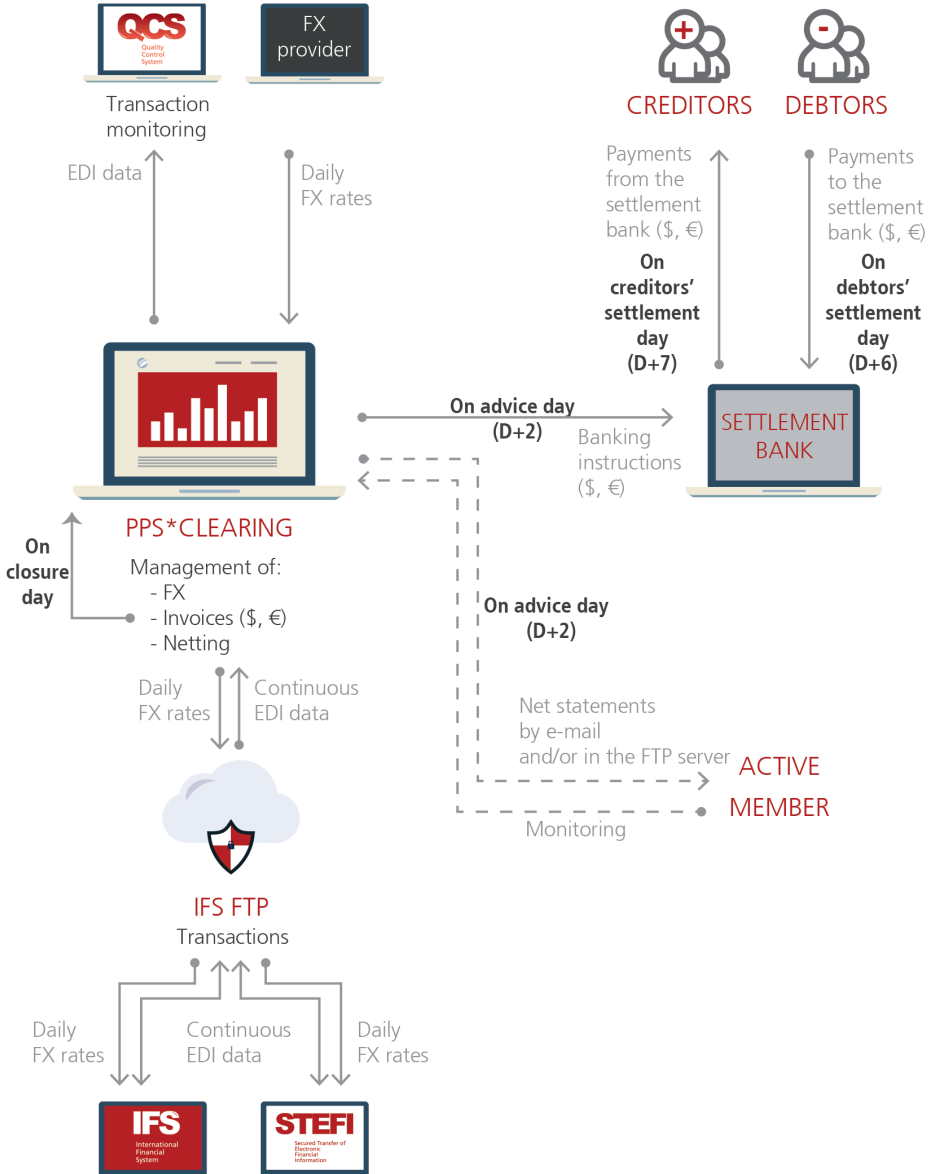 QCS
Quality
Control
System
FX
provider
Transaction
monitoring
EDI data
Daily
FX rates
+
CREDITORS
-
DEBTORS
Payments
from the
settlement
bank ($, €)
On
creditors’
settlement
day
(D+7)
Payments
to the
settlement
bank ($, €)
On
debtors’
settlement
day
(D+6)
On advice day
(D+2)
Banking
instructions
($, €)
SETTLEMENT
BANK
PPS*CLEARING
On
closure
day
Management of:
- FX
- Invoices ($, €)
- Netting
On advice day
(D+2)
Daily
FX rates
Continuous
EDI data
Net statements
by e-mail
and/or in the FTP server
ACTIVE
MEMBER
Monitoring
IFS FTP
Transactions
Daily
FX rates
Continuous
EDI data
Daily
FX rates
IFS
International
Financial
System
STEFI
Secured Transfer of
Electronic
Financial
Information